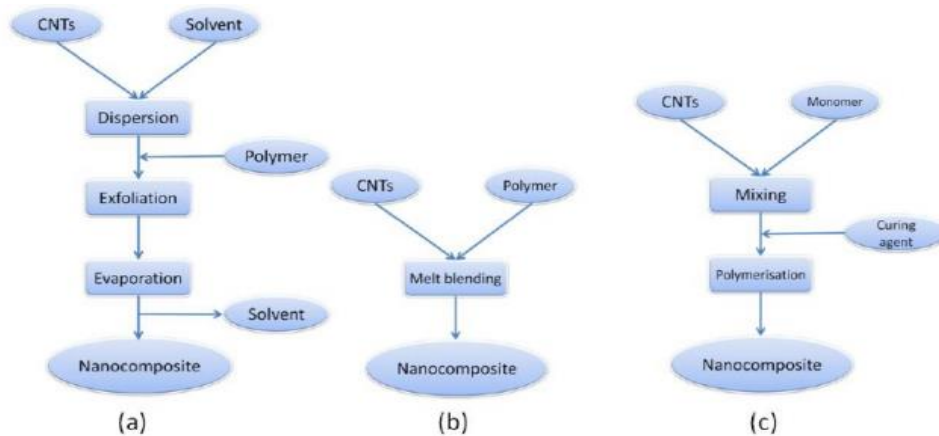 CNTs
Solvent
Dispersion
Polymer
Exfoliation
Evaporation
Solvent
Nanocomposite
(a)
CNTs
Polymer
Melt blending
Nanocomposite
(b)
CNTs
Monomer
Mixing
Curing
agent
Polymerisation
Nanocomposite
(c)